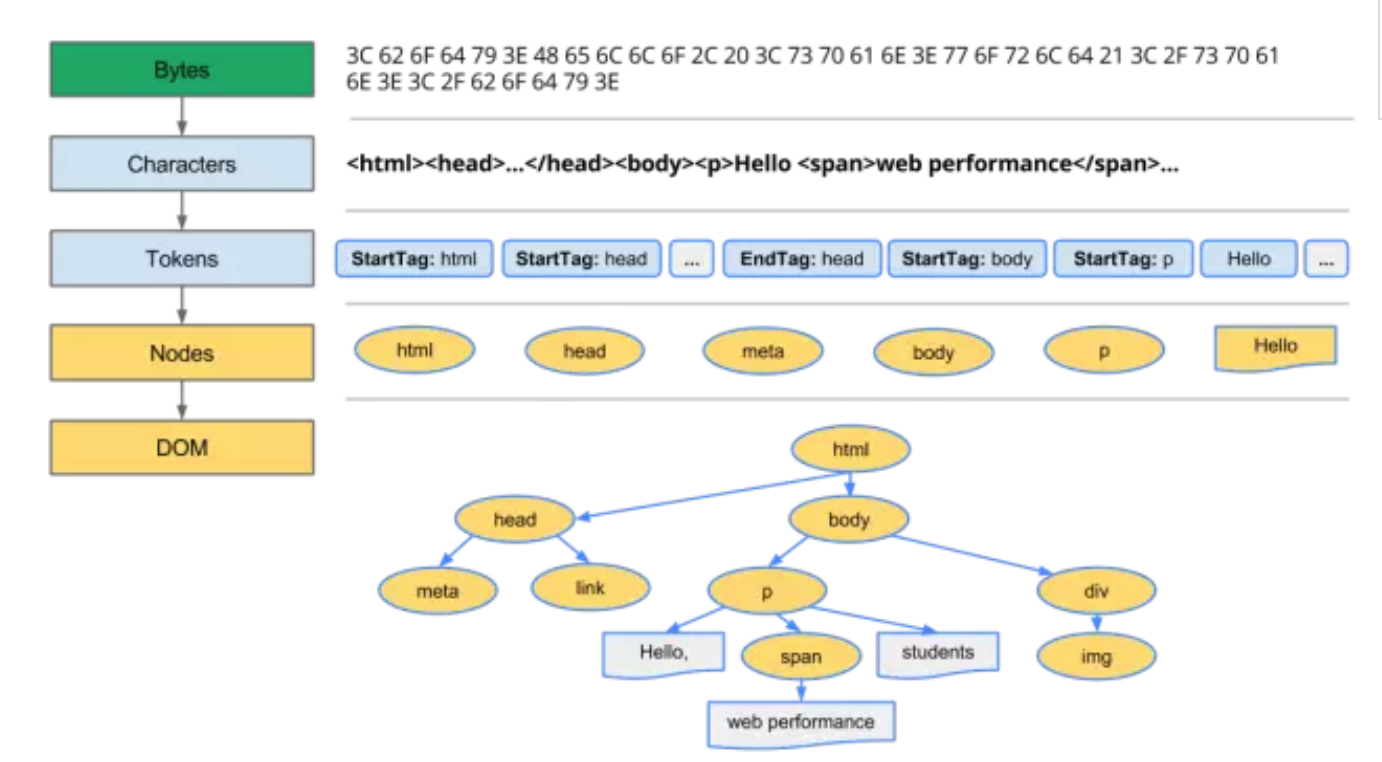 Bytes
3C 62 6F 64 79 3E 48 65 6C 6C 6F 2C 20 3C 73 70 61 6E 3E 77 6F 72 6C 64 21 3C 2F 73 70 61
6E 3E 3C 2F 62 6F 64 79 3E
Characters
<html><head>...</head><body><p>Hello <span>web performance</span>...
Tokens
StartTag: html StartTag: head ... EndTag: head StartTag: body StartTag: p Hello ...
Nodes
html head meta body p Hello
DOM
html
head body
meta link p div
Hello, span students img
web performance